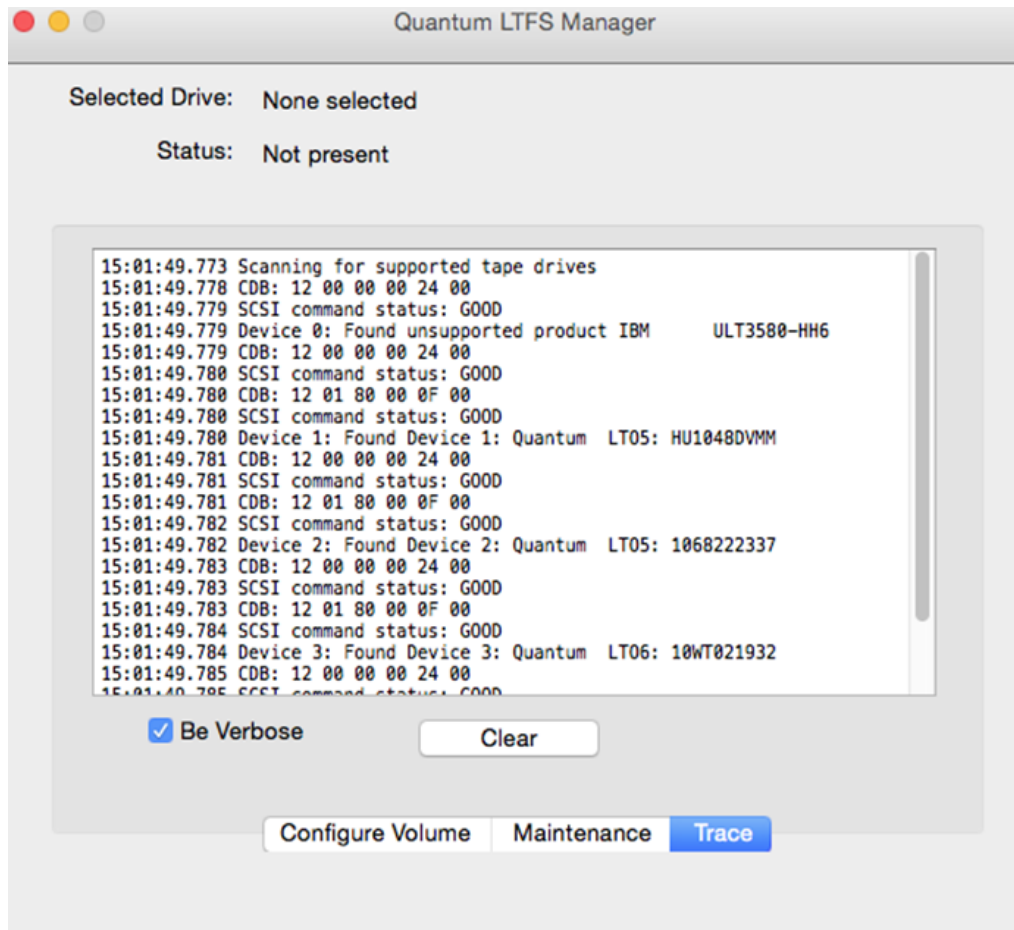 Quantum LTFS Manager
Selected Drive: None selected
Status: Not present
15:01:49.773 Scanning for supported tape drives
15:01:49.778 CDB: 12 00 00 00 24 00
15:01:49.779 SCSI command status: GOOD
15:01:49.779 Device 0: Found unsupported product IBM      ULT3580-HH6
15:01:49.779 CDB: 12 00 00 00 24 00
15:01:49.780 SCSI command status: GOOD
15:01:49.780 CDB: 12 01 80 00 0F 00
15:01:49.780 SCSI command status: GOOD
15:01:49.780 Device 1: Found Device 1: Quantum  LTO5: HU1048DVMM
15:01:49.781 CDB: 12 00 00 00 24 00
15:01:49.781 SCSI command status: GOOD
15:01:49.781 CDB: 12 01 80 00 0F 00
15:01:49.782 SCSI command status: GOOD
15:01:49.782 Device 2: Found Device 2: Quantum  LTO5: 1068222337
15:01:49.783 CDB: 12 00 00 00 24 00
15:01:49.783 SCSI command status: GOOD
15:01:49.783 CDB: 12 01 80 00 0F 00
15:01:49.784 SCSI command status: GOOD
15:01:49.784 Device 3: Found Device 3: Quantum  LTO6: 10WT021932
15:01:49.785 CDB: 12 00 00 00 24 00
15:01:49.785 SCSI command status: GOOD
Be Verbose
Clear
Configure Volume
Maintenance
Trace